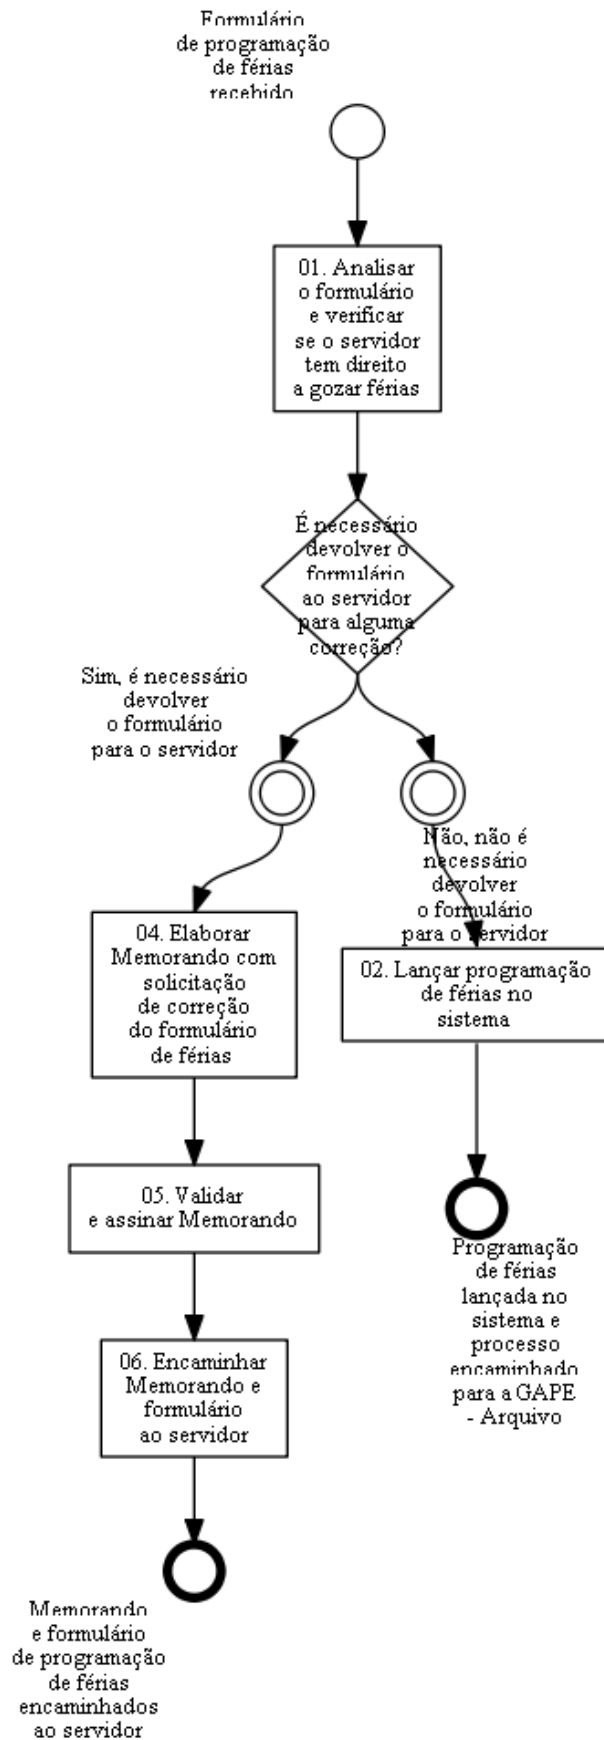 Formulário
de programação
de férias
recebido
01. Analisar
o formulário
e verificar
se o servidor
tem direito
a gozar férias
É necessário
devolver o
formulário
ao servidor
para alguma
correção?
Sim, é necessário
devolver
o formulário
para o servidor
Não, não é
necessário
devolver
o formulário
para o servidor
04. Elaborar
Memorando com
solicitação
de correção
do formulário
de férias
02. Lançar programação
de férias no
sistema
05. Validar
e assinar Memorando
Programação
de férias
lançada no
sistema e
processo
encaminhado
para a GAPE
- Arquivo
06. Encaminhar
Memorando e
formulário
ao servidor
Memorando
e formulário
de programação
de férias
encaminhados
ao servidor